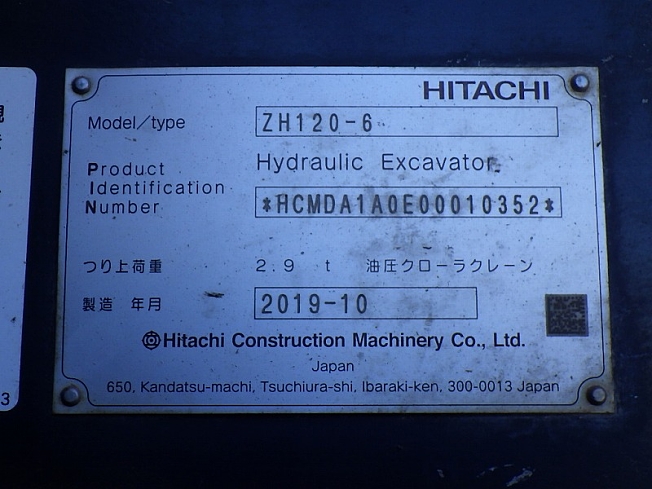 HITACHI
Model/type ZH120-6
Product Identification Number Hydraulic Excavator
*HCMDA1A0E00010352*
つり上荷重 2.9 t 油圧クローラクレーン
製造 年月 2019-10
Hitachi Construction Machinery Co., Ltd.
Japan
650, Kandatsu-machi, Tsuchiura-shi, Ibaraki-ken, 300-0013 Japan
3